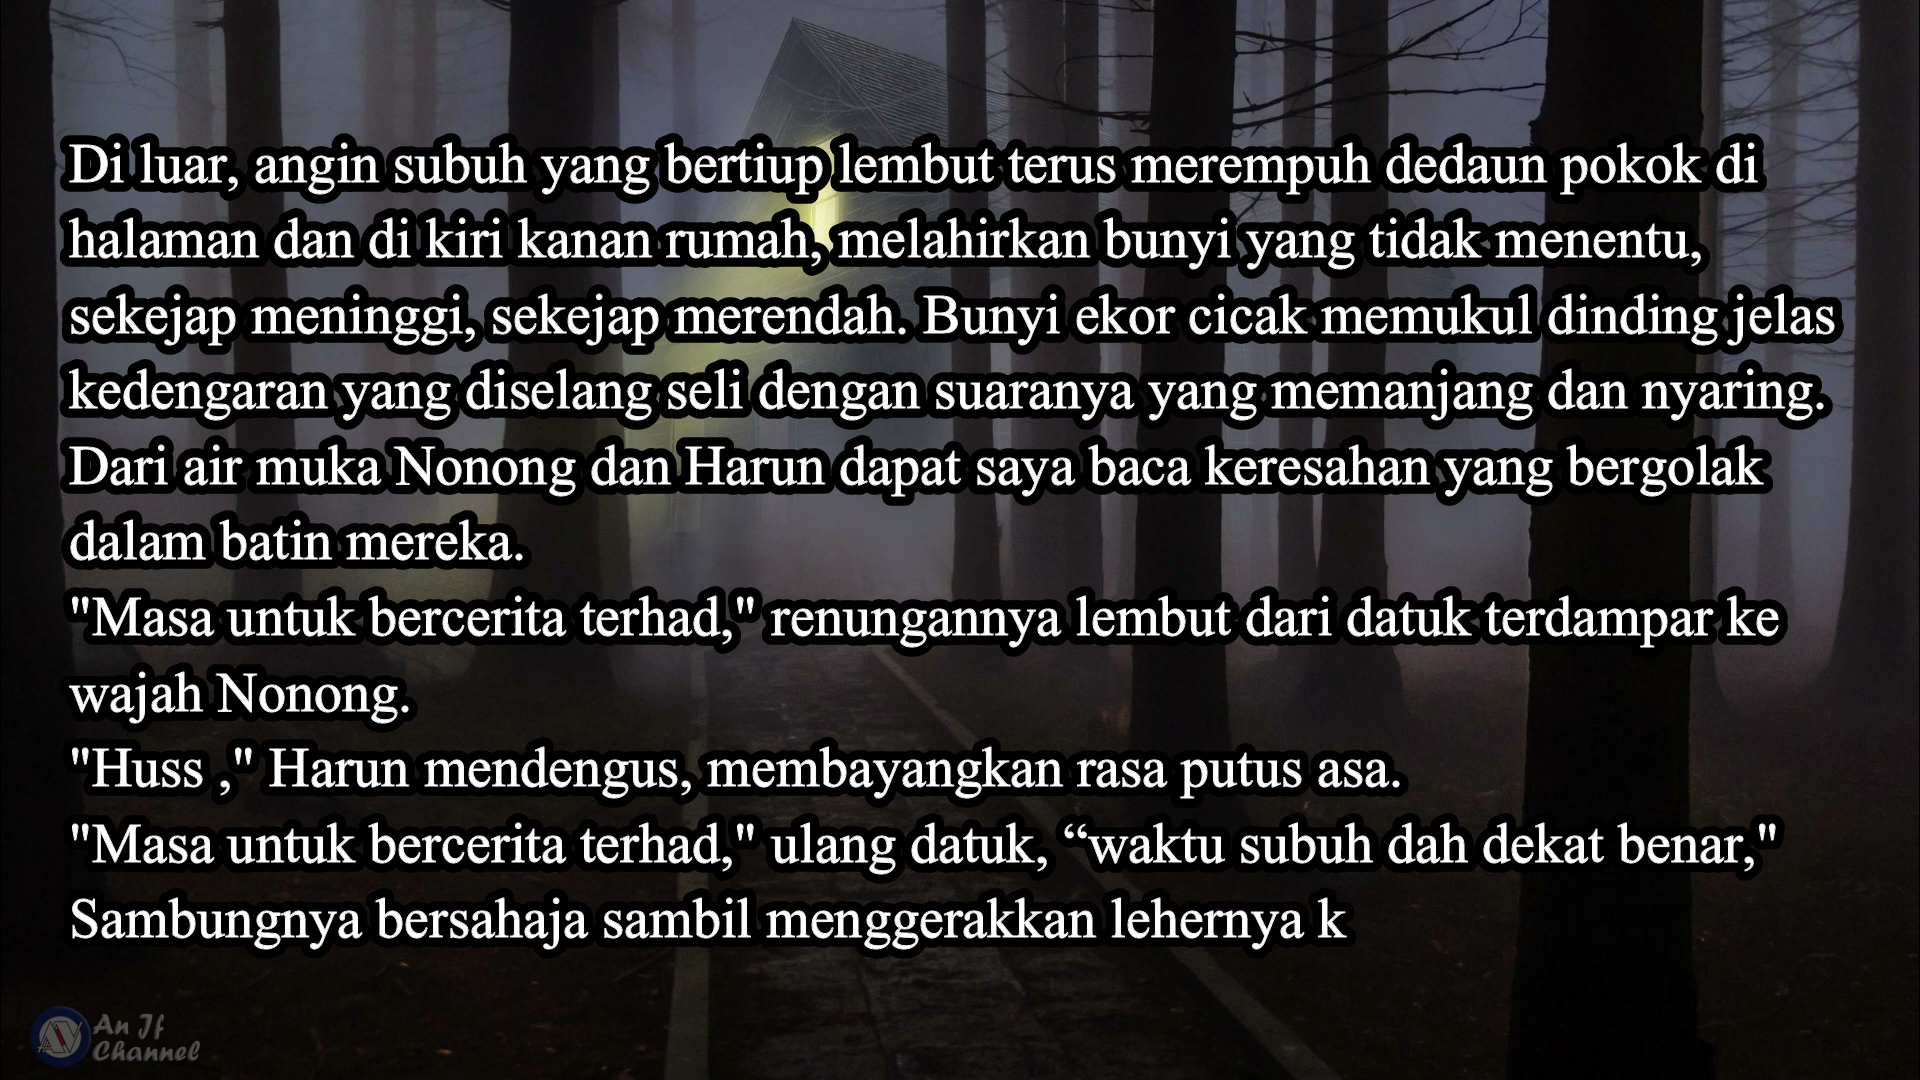 Di luar, angin subuh yang bertiup lembut terus merempuh dedaun pokok di
halaman dan di kiri kanan rumah, melahirkan bunyi yang tidak menentu,
sekejap meninggi, sekejap merendah. Bunyi ekor cicak memukul dinding jelas
kedengaran yang diselang seli dengan suaranya yang memanjang dan nyaring.
Dari air muka Nonong dan Harun dapat saya baca keresahan yang bergolak
dalam batin mereka.
"Masa untuk bercerita terhad," renungannya lembut dari datuk terdampar ke
wajah Nonong.
"Huss ," Harun mendengus, membayangkan rasa putus asa.
"Masa untuk bercerita terhad," ulang datuk, “waktu subuh dah dekat benar,"
Sambungnya bersahaja sambil menggerakkan lehernya k
An If
Channel